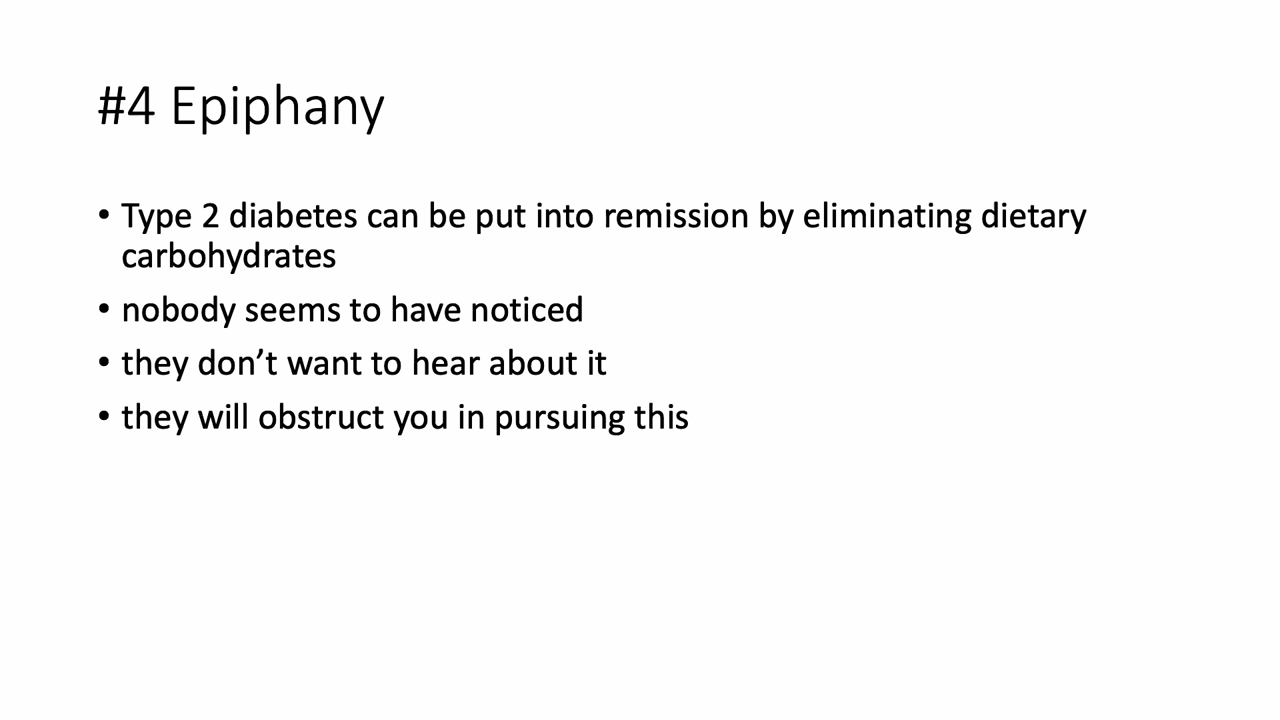 #4 Epiphany
• Type 2 diabetes can be put into remission by eliminating dietary
carbohydrates
• nobody seems to have noticed
• they don’t want to hear about it
• they will obstruct you in pursuing this